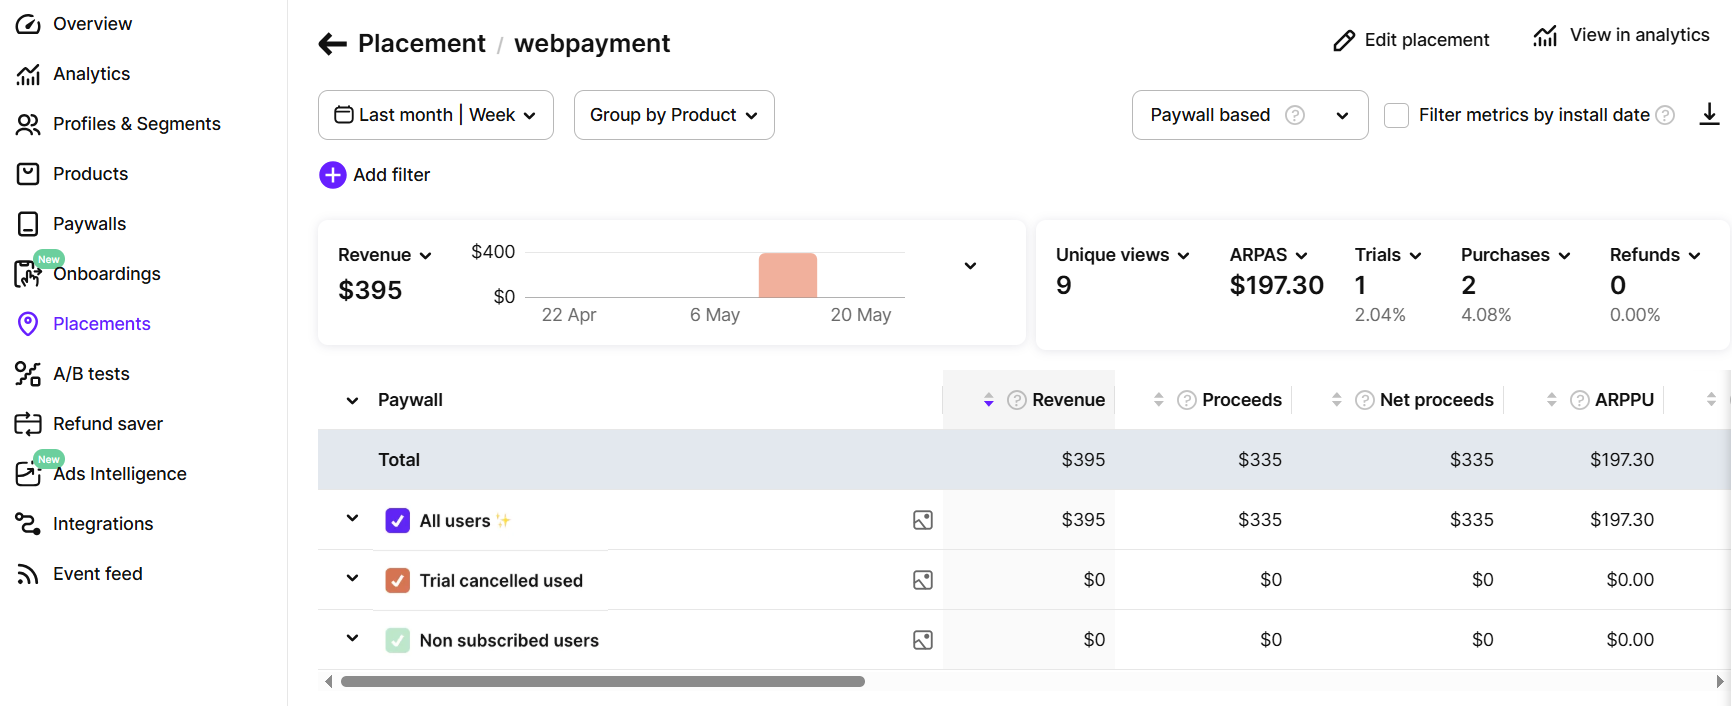 Overview
Analytics
Profiles & Segments
Products
Paywalls
New
Onboardings
Placements
A/B tests
Refund saver
New
Ads Intelligence
Integrations
Event feed
Placement / webpayment
Edit placement
View in analytics
Last month | Week
Group by Product
Paywall based ?
Filter metrics by install date ?
Add filter
Revenue
$395
$400
$0
22 Apr 6 May 20 May
Unique views
9
ARPAS
$197.30
Trials
1
2.04%
Purchases
2
4.08%
Refunds
0
0.00%
Paywall ? Revenue ? Proceeds ? Net proceeds ? ARPPU
Total $395 $335 $335 $197.30
All users ✨ $395 $335 $335 $197.30
Trial cancelled used $0 $0 $0 $0.00
Non subscribed users $0 $0 $0 $0.00